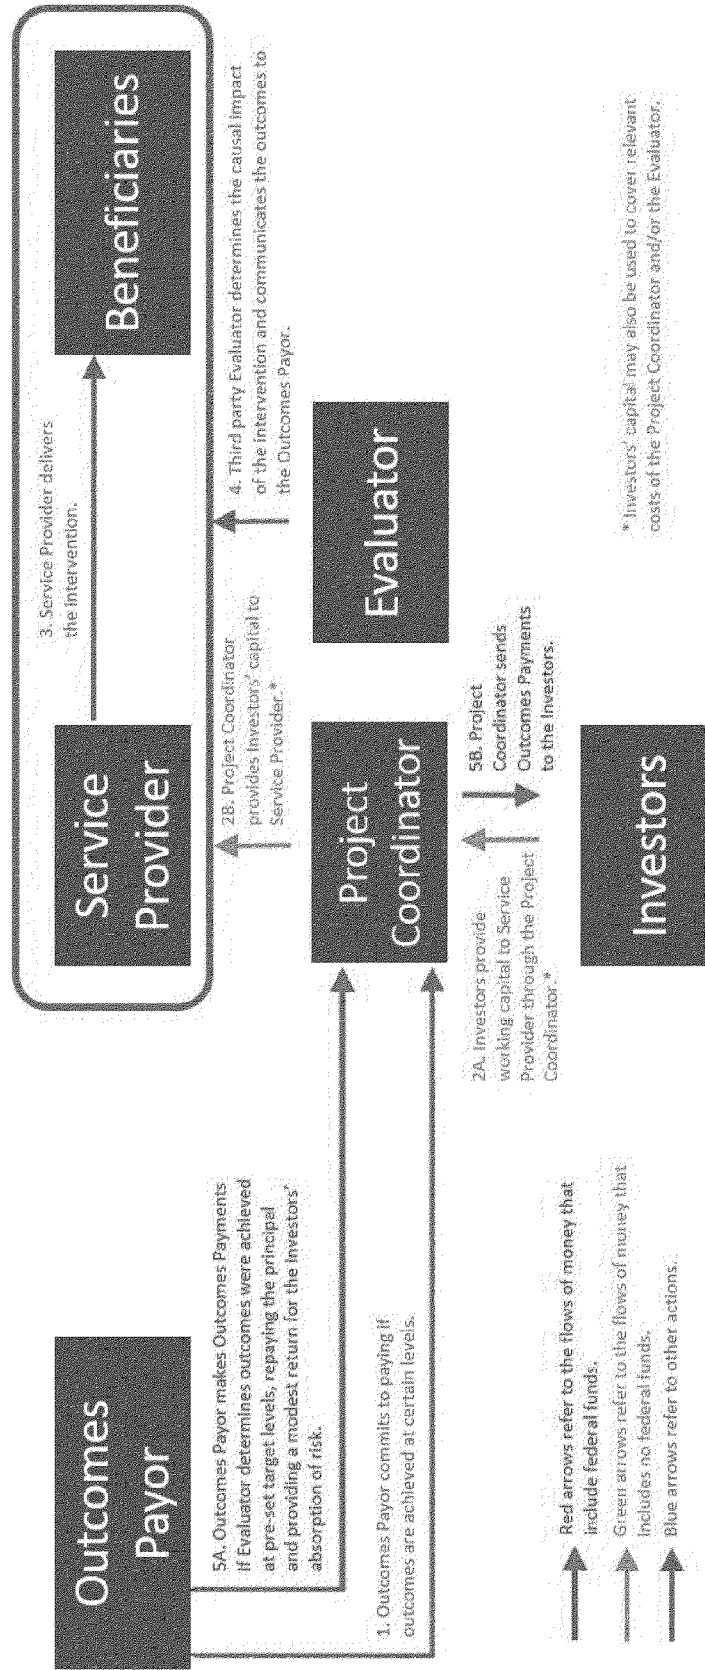 Outcomes
Payor
Service
Provider
Beneficiaries
3. Service Provider delivers
the intervention.
5A. Outcomes Payor makes Outcomes Payments
if Evaluator determines outcomes were achieved
at pre-set target levels, repaying the principal
and providing a modest return for the Investors'
absorption of risk.
2B. Project Coordinator
provides Investors' capital to
Service Provider.*
4. Third party Evaluator determines the causal impact
of the intervention and communicates the outcomes to
the Outcomes Payor.
1. Outcomes Payor commits to paying if
outcomes are achieved at certain levels.
Project
Coordinator
Evaluator
2A. Investors provide
working capital to Service
Provider through the Project
Coordinator.*
5B. Project
Coordinator sends
Outcomes Payments
to the Investors.
Investors
Red arrows refer to the flows of money that
include federal funds.
Green arrows refer to the flows of money that
includes no federal funds.
Blue arrows refer to other actions.
* Investors' capital may also be used to cover relevant
costs of the Project Coordinator and/or the Evaluator.